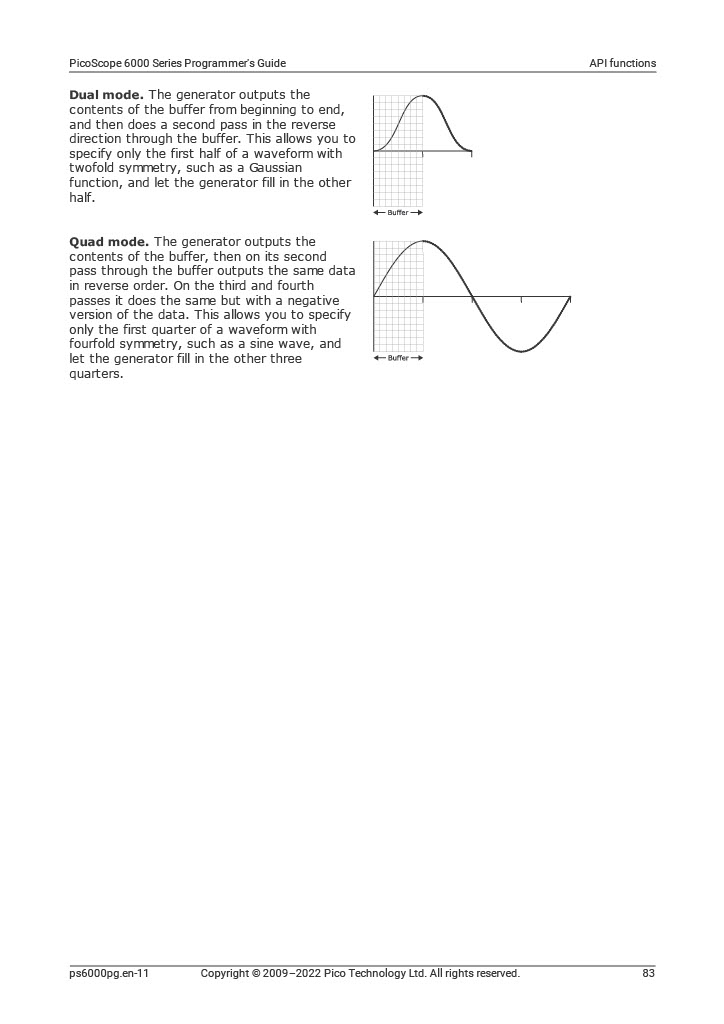 PicoScope 6000 Series Programmer's Guide
API functions
Dual mode. The generator outputs the
contents of the buffer from beginning to end,
and then does a second pass in the reverse
direction through the buffer. This allows you to
specify only the first half of a waveform with
twofold symmetry, such as a Gaussian
function, and let the generator fill in the other
half.
Buffer
Quad mode. The generator outputs the
contents of the buffer, then on its second
pass through the buffer outputs the same data
in reverse order. On the third and fourth
passes it does the same but with a negative
version of the data. This allows you to specify
only the first quarter of a waveform with
fourfold symmetry, such as a sine wave, and
let the generator fill in the other three
quarters.
Buffer
ps6000pg.en-11
Copyright © 2009–2022 Pico Technology Ltd. All rights reserved.
83